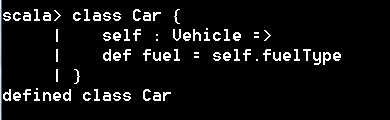 scala> class Car {
     |     self : Vehicle =>
     |     def fuel = self.fuelType
     | }
defined class Car